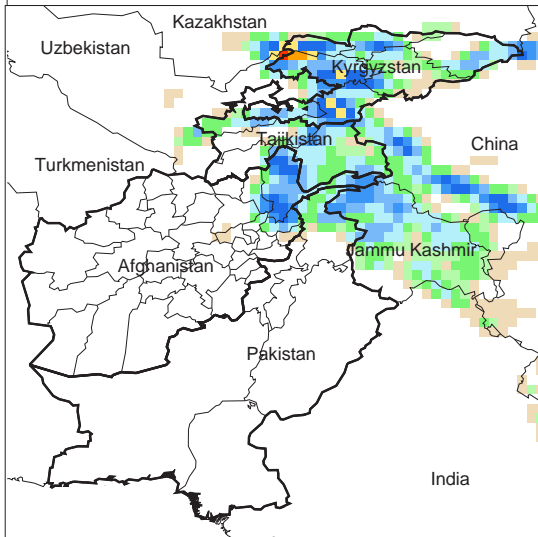 Kazakhstan
Uzbekistan
Kyrgyzstan
Tajikistan
China
Turkmenistan
Jammu Kashmir
Afghanistan
Pakistan
India